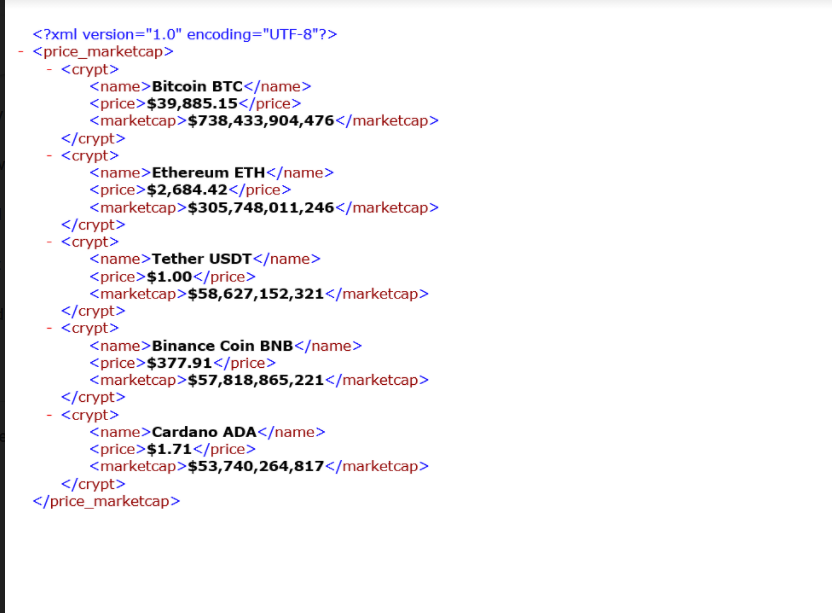 <?xml version="1.0" encoding="UTF-8"?>
- <price_marketcap>
- <crypt>
<name>Bitcoin BTC</name>
<price>$39,885.15</price>
<marketcap>$738,433,904,476</marketcap>
</crypt>
- <crypt>
<name>Ethereum ETH</name>
<price>$2,684.42</price>
<marketcap>$305,748,011,246</marketcap>
</crypt>
- <crypt>
<name>Tether USDT</name>
<price>$1.00</price>
<marketcap>$58,627,152,321</marketcap>
</crypt>
- <crypt>
<name>Binance Coin BNB</name>
<price>$377.91</price>
<marketcap>$57,818,865,221</marketcap>
</crypt>
- <crypt>
<name>Cardano ADA</name>
<price>$1.71</price>
<marketcap>$53,740,264,817</marketcap>
</crypt>
</price_marketcap>